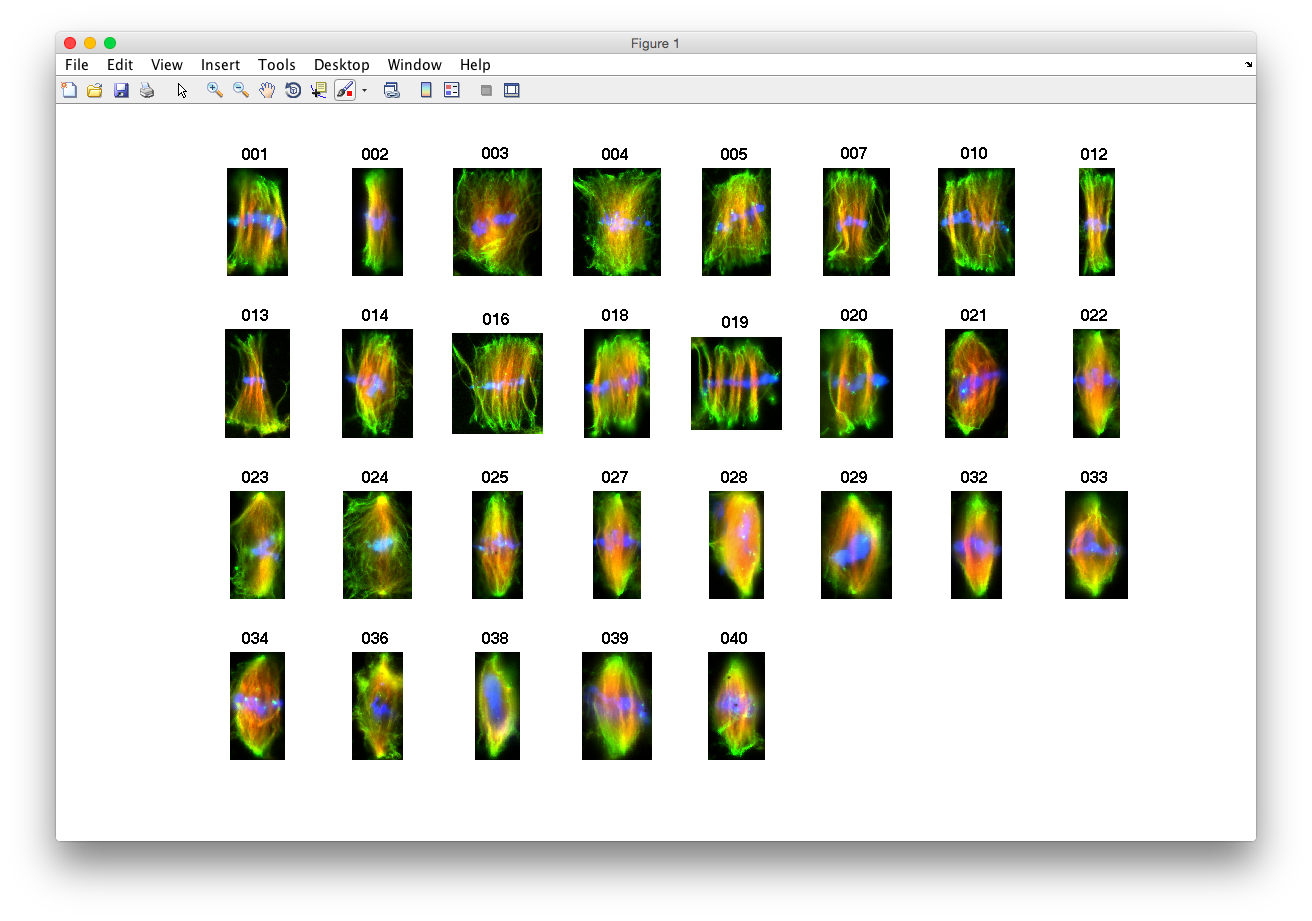 Figure 1
File Edit View Insert Tools Desktop Window Help
001 002 003 004 005 007 010 012
013 014 016 018 019 020 021 022
023 024 025 027 028 029 032 033
034 036 038 039 040